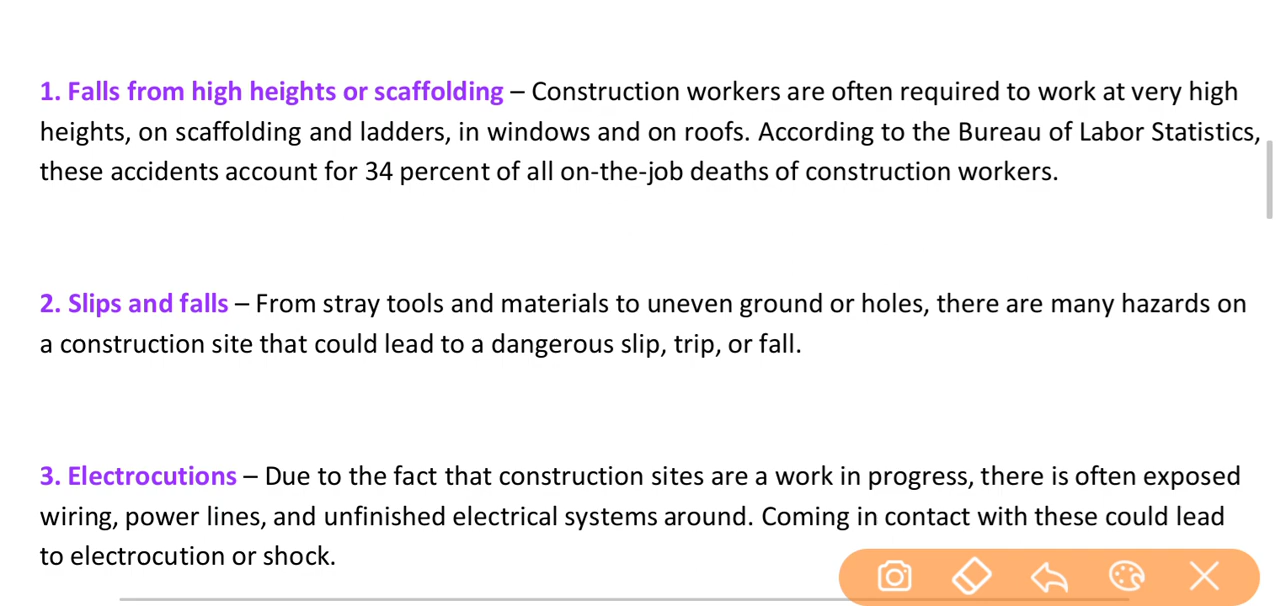 1. Falls from high heights or scaffolding – Construction workers are often required to work at very high
heights, on scaffolding and ladders, in windows and on roofs. According to the Bureau of Labor Statistics,
these accidents account for 34 percent of all on-the-job deaths of construction workers.
2. Slips and falls – From stray tools and materials to uneven ground or holes, there are many hazards on
a construction site that could lead to a dangerous slip, trip, or fall.
3. Electrocutions – Due to the fact that construction sites are a work in progress, there is often exposed
wiring, power lines, and unfinished electrical systems around. Coming in contact with these could lead
to electrocution or shock.